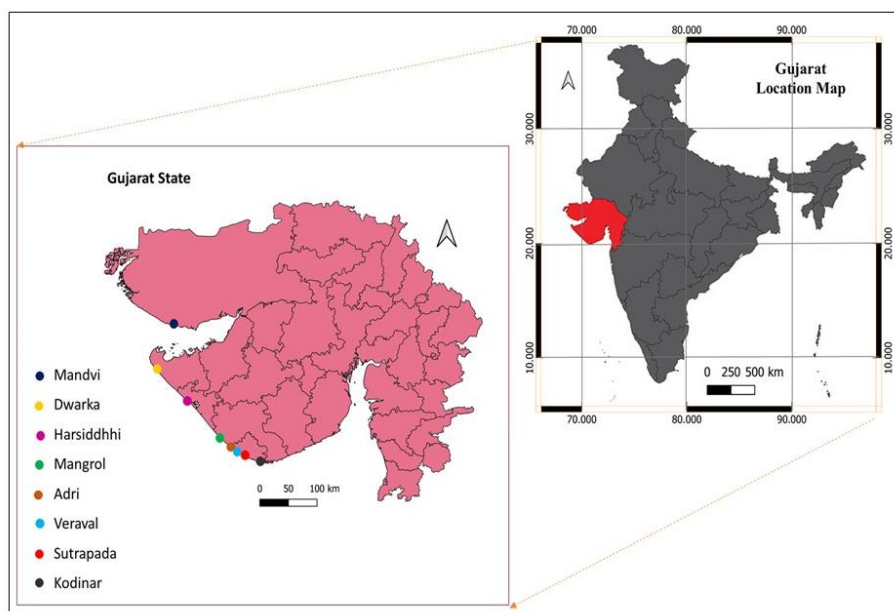 70.000
80.000
90.000
Gujarat
Location Map
30.000
30.000
20.000
20.000
10.000
10.000
0 250 500 km
70.000
80.000
90.000
Gujarat State
Mandvi
Dwarka
Harsiddhhi
Mangrol
Adri
Veraval
Sutrapada
Kodinar
0 50 100 km